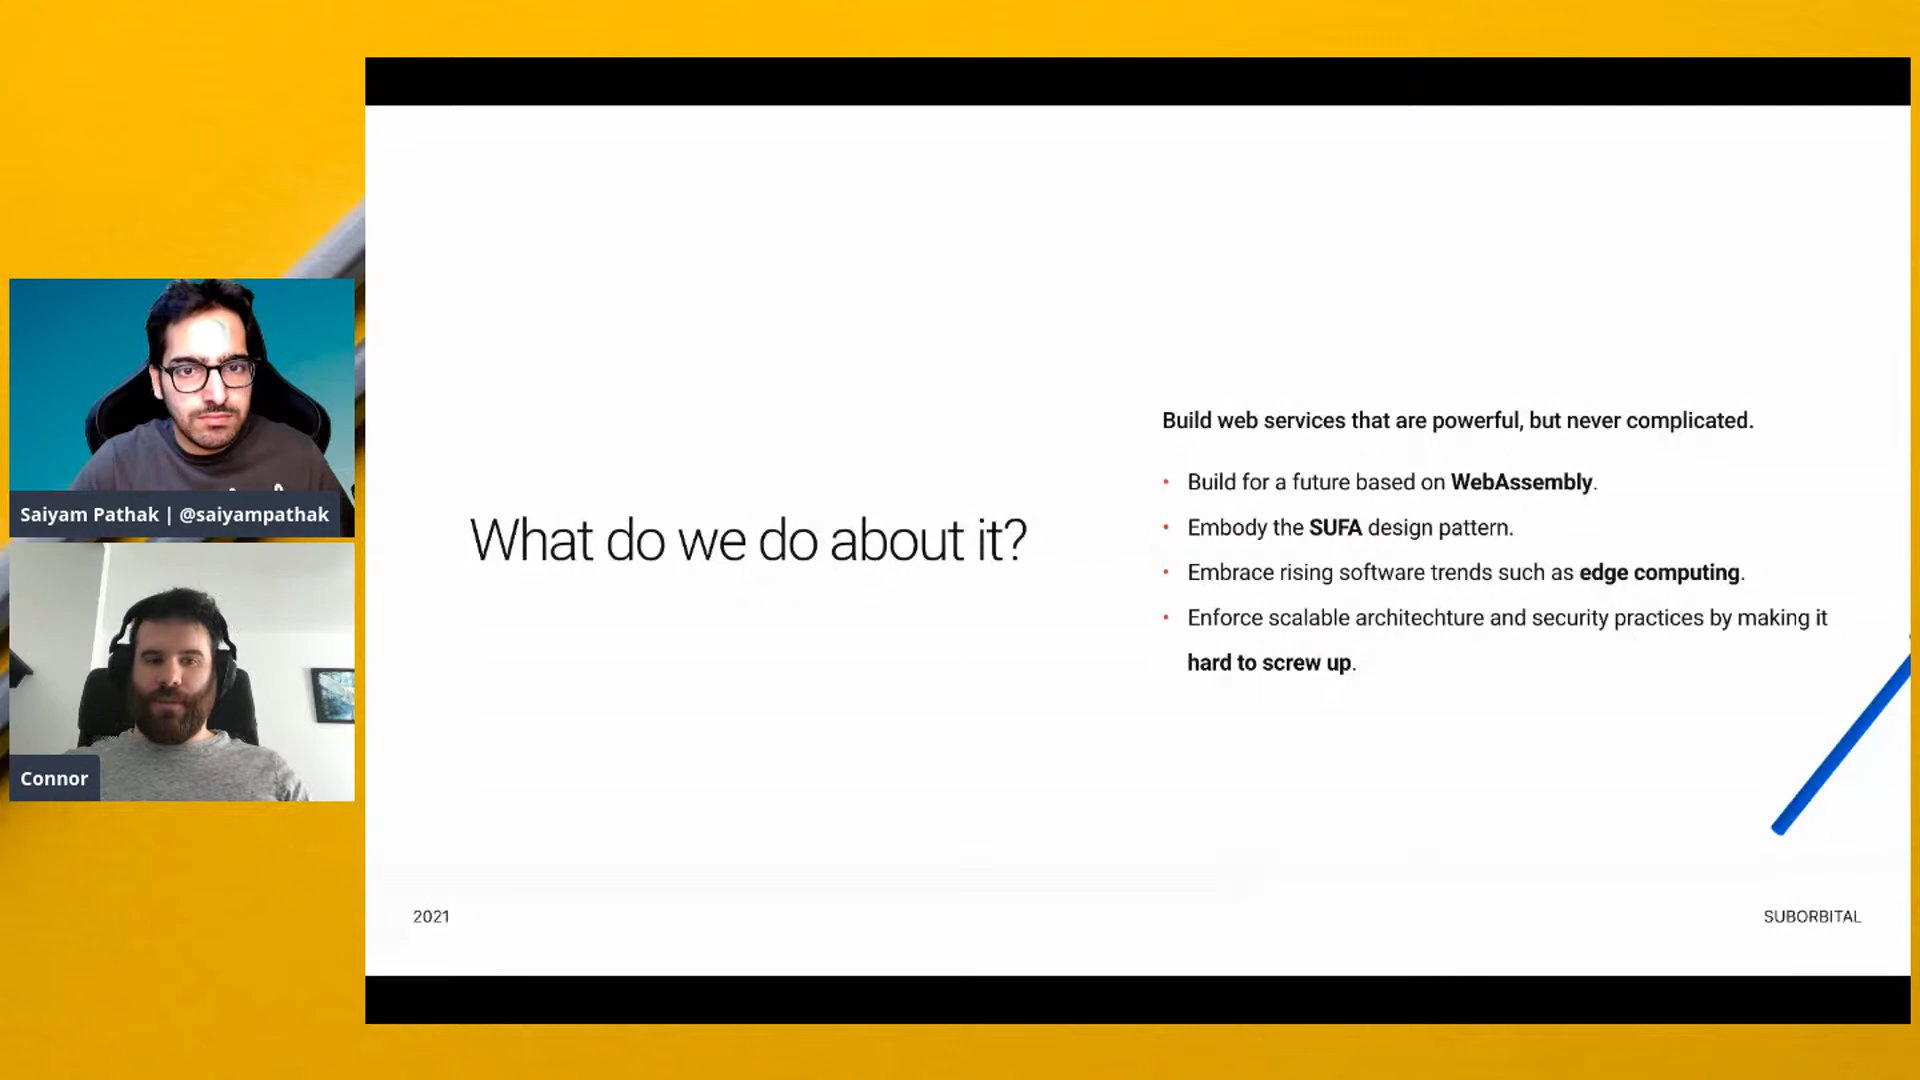 Saiyam Pathak | @saiyampathak
Connor
What do we do about it?
Build web services that are powerful, but never complicated.
• Build for a future based on WebAssembly.
• Embody the SUFA design pattern.
• Embrace rising software trends such as edge computing.
• Enforce scalable architechture and security practices by making it
hard to screw up.
2021
SUBORBITAL